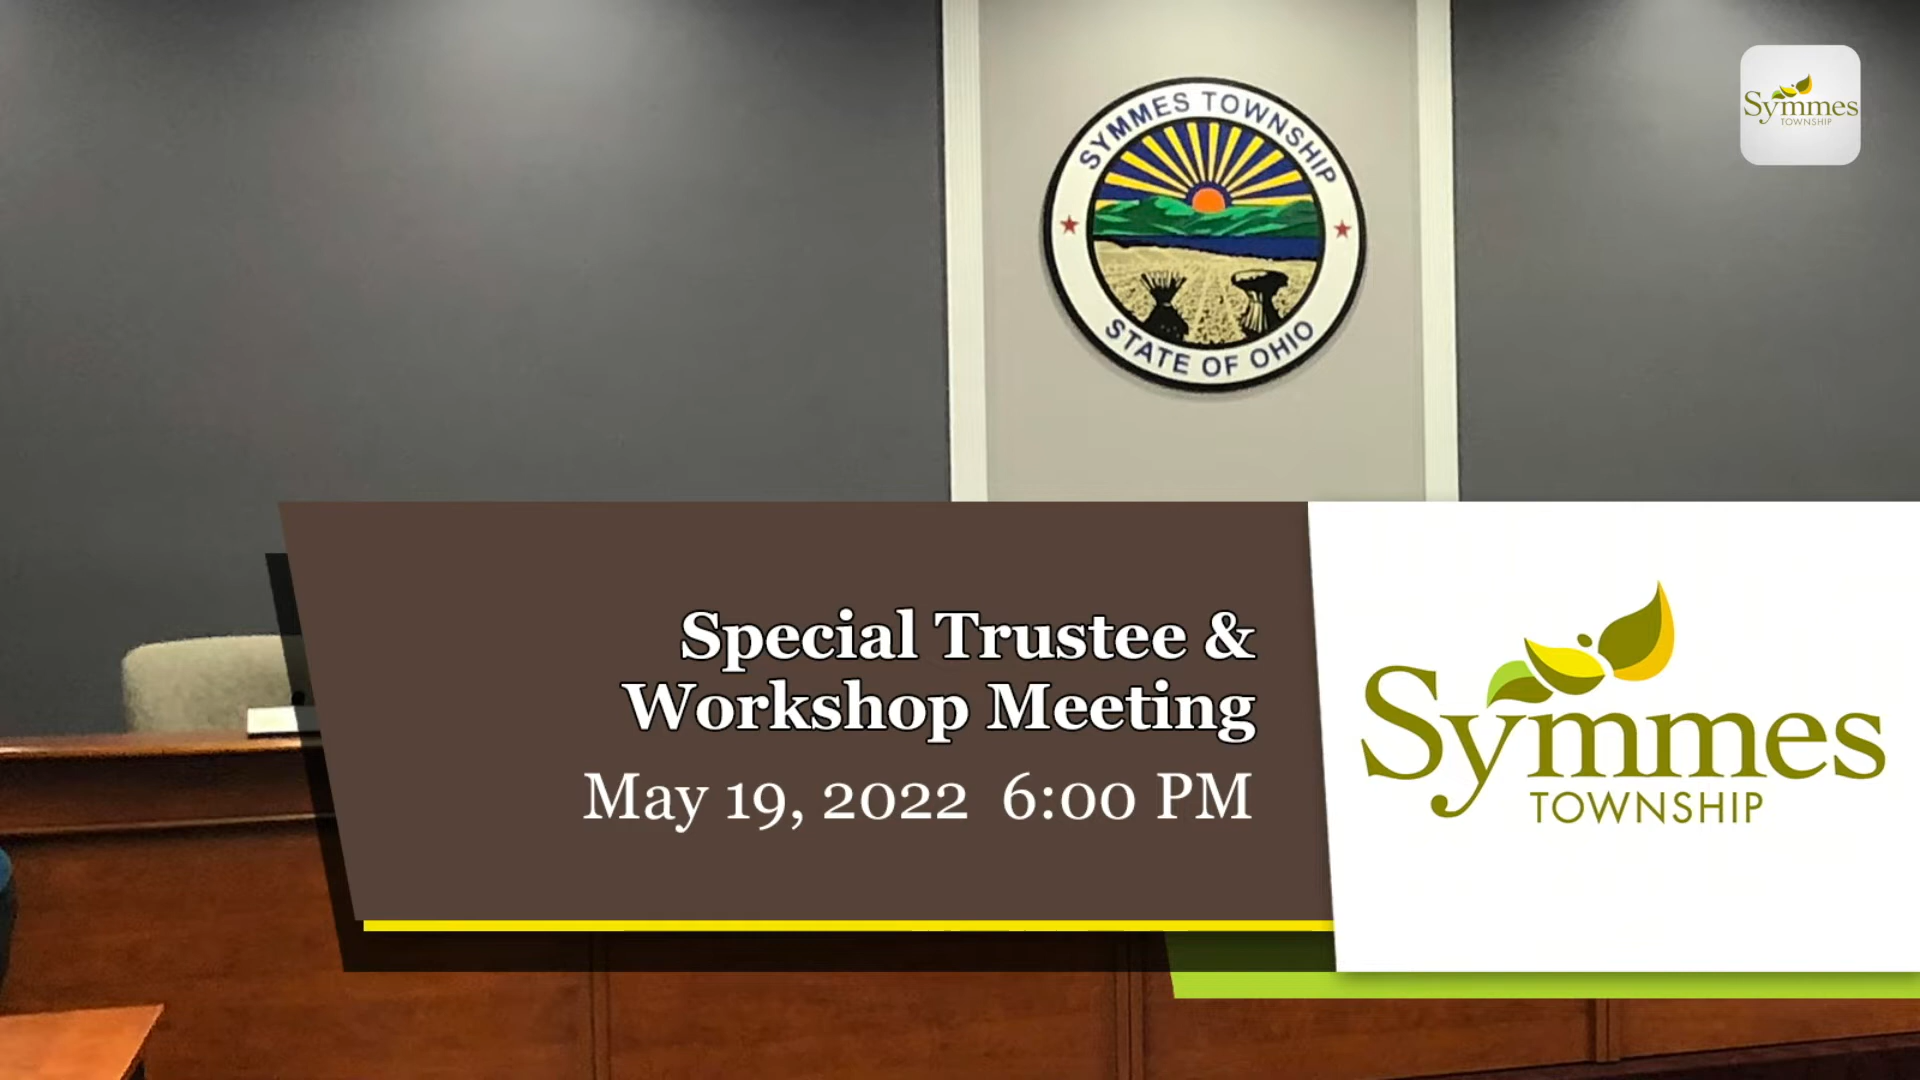 SYMMES TOWNSHIP
STATE OF OHIO
Symmes
TOWNSHIP
Special Trustee &
Workshop Meeting
May 19, 2022 6:00 PM
Symmes
TOWNSHIP